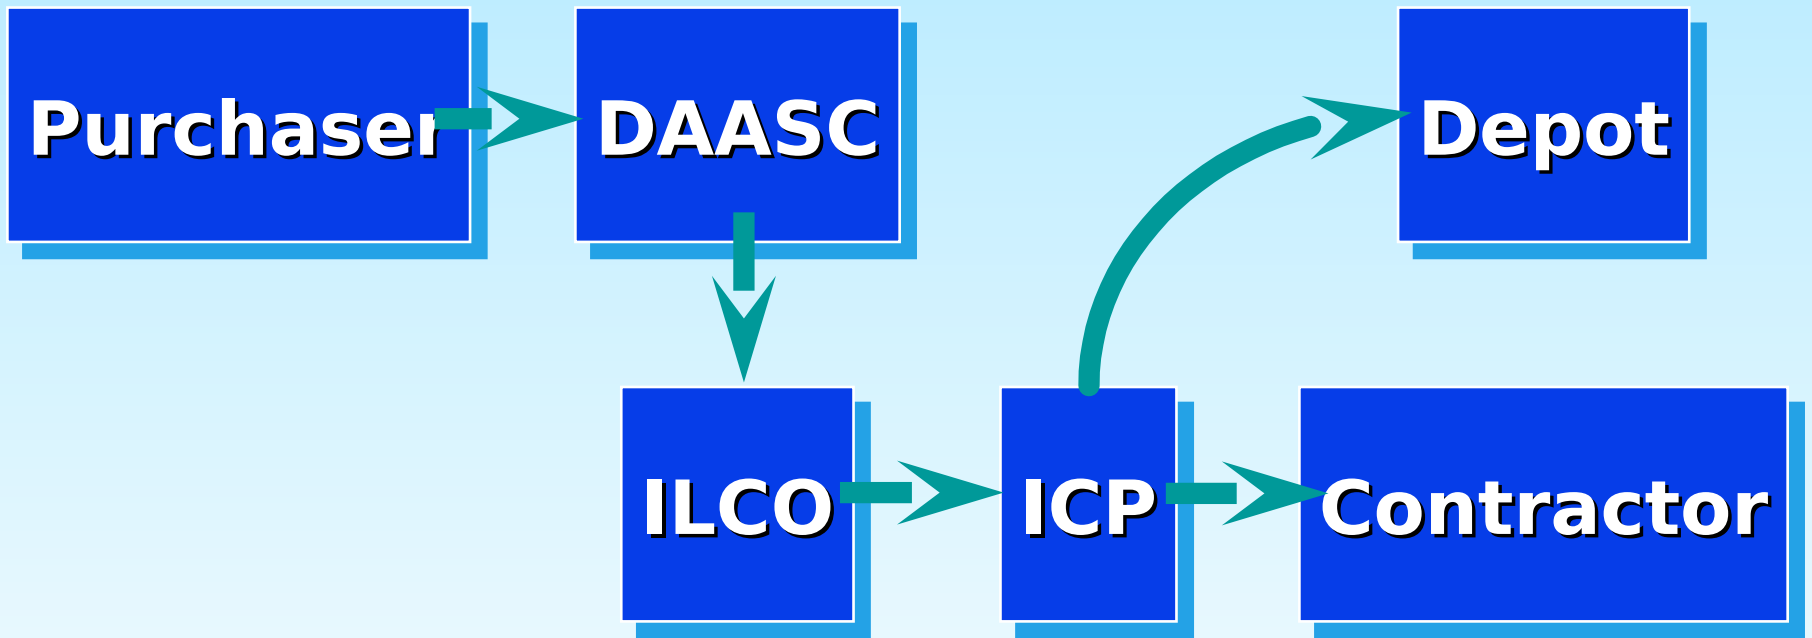 Purchaser
DAASC
Depot
ILCO
ICP
Contractor